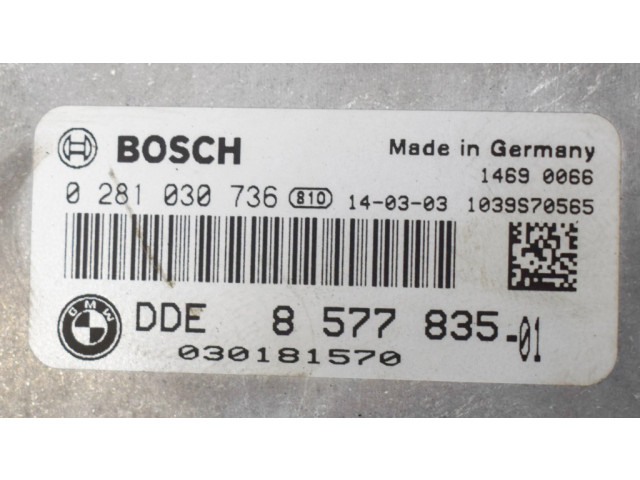 BOSCH Made in Germany
1469 0066
0 281 030 736 810 14-03-03 1039S70565
BMW DDE 8 577 835-01
030181570